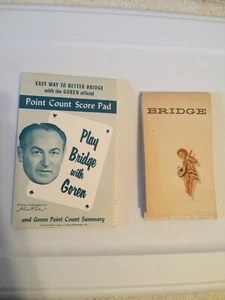 EASY WAY TO BETTER BRIDGE
with the GOREN official
Point Count Score Pad
Play
Bridge
with
Goren
and Goren Point Count Summary
BRIDGE